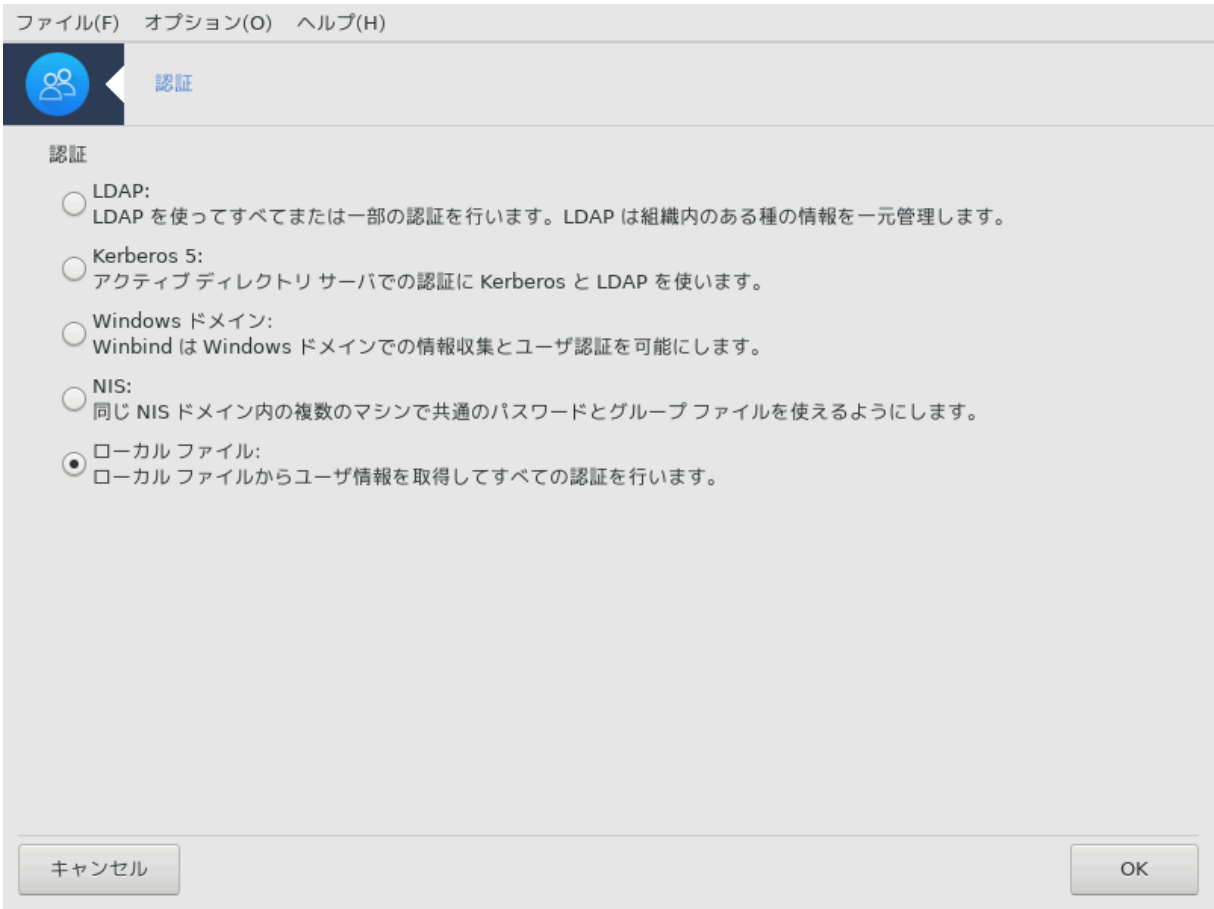 ファイル(F) オプション(O) ヘルプ(H)
認証
認証
LDAP:
LDAP を使ってすべてまたは一部の認証を行います。LDAP は組織内のある種の情報を一元管理します。
Kerberos 5:
アクティブ ディレクトリ サーバでの認証に Kerberos と LDAP を使います。
Windows ドメイン:
Winbind は Windows ドメインでの情報収集とユーザ認証を可能にします。
NIS:
同じ NIS ドメイン内の複数のマシンで共通のパスワードとグループ ファイルを使えるようにします。
ローカル ファイル:
ローカル ファイルからユーザ情報を取得してすべての認証を行います。
キャンセル OK